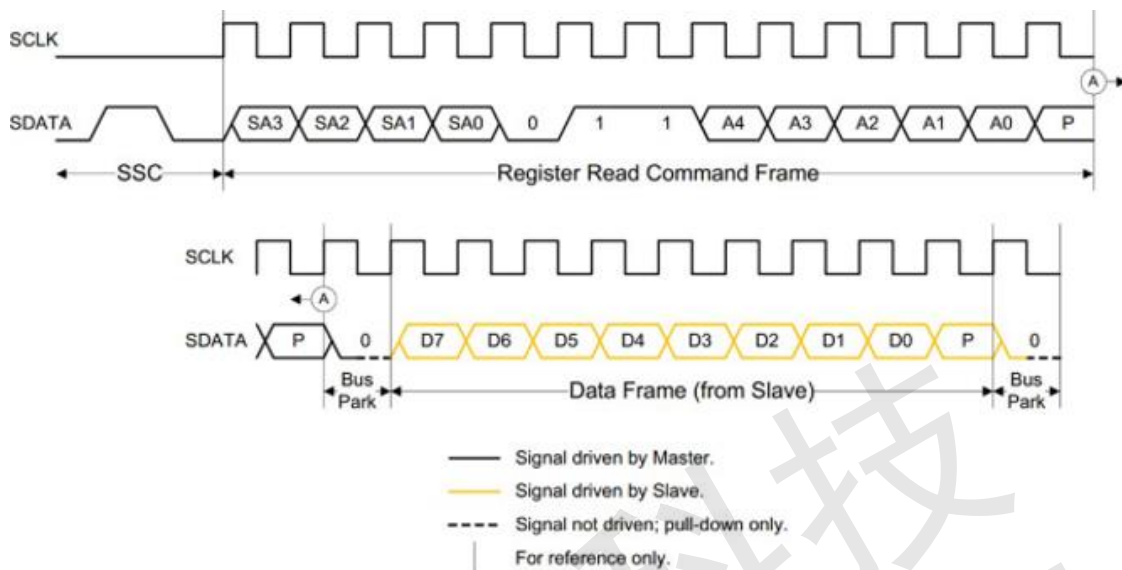 SCLK
A
SDATA SA3 SA2 SA1 SA0 0 1 1 A4 A3 A2 A1 A0 P
SSC Register Read Command Frame
SCLK
A
SDATA P 0 D7 D6 D5 D4 D3 D2 D1 D0 P 0
Bus Park Data Frame (from Slave) Bus Park
Signal driven by Master.
Signal driven by Slave.
Signal not driven; pull-down only.
For reference only.
科技